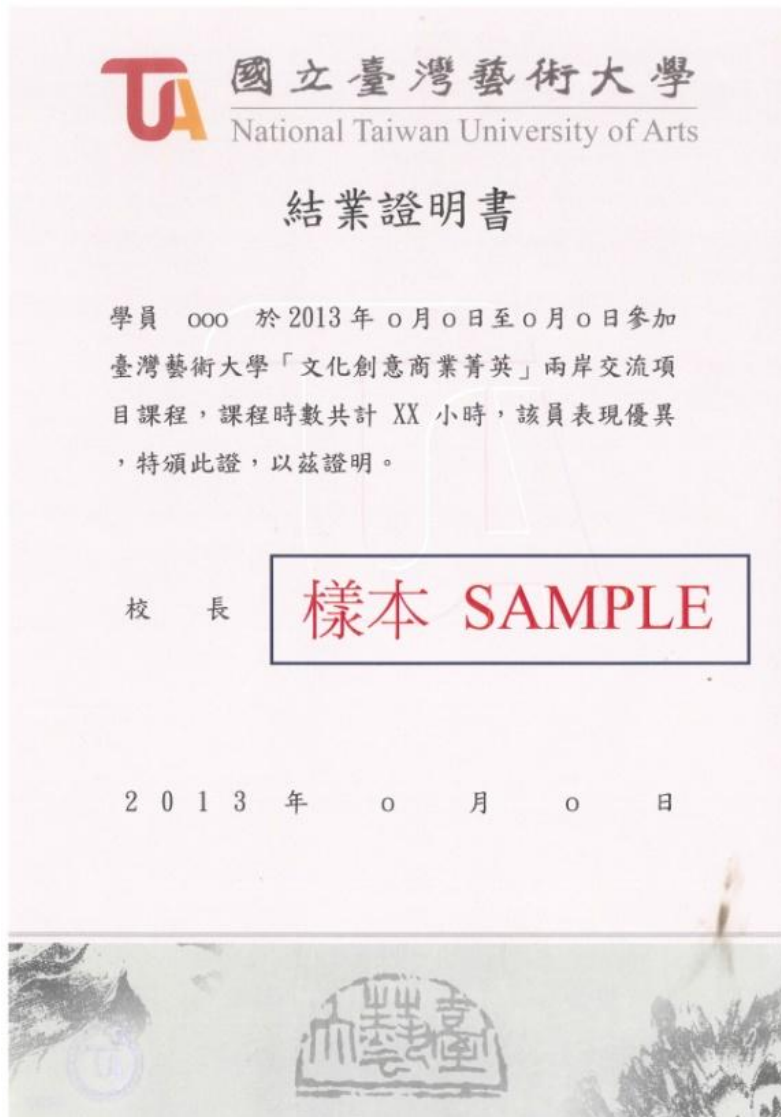 國立臺灣藝術大學
National Taiwan University of Arts
結業證明書
學員 ooo 於 2013 年 o 月 o 日至 o 月 o 日參加
臺灣藝術大學「文化創意商業菁英」兩岸交流項
目課程,課程時數共計 XX 小時,該員表現優異
,特頒此證,以茲證明。
校 長 樣本 SAMPLE
2 0 1 3 年 o 月 o 日
臺藝大